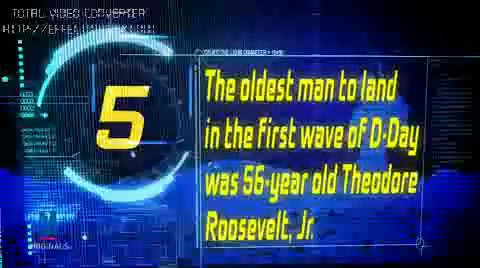 TOTAL VIDEO CONVERTER
5
The oldest man to land
in the first wave of D-Day
was 56-year old Theodore
Roosevelt, Jr.